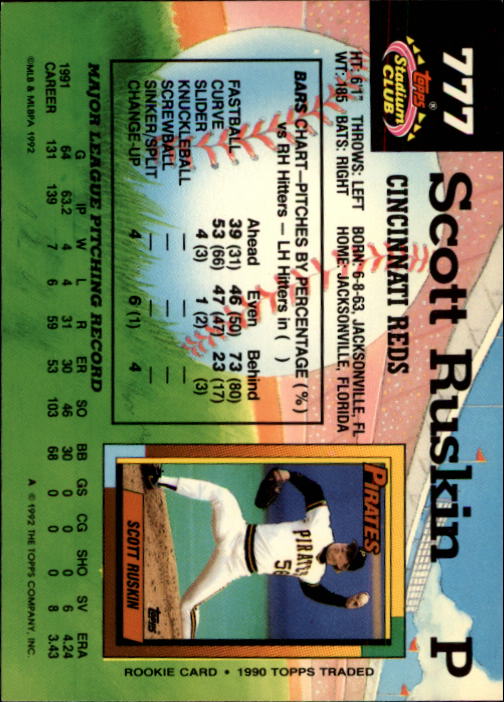 777
topps®
Stadium
CLUB
Scott Ruskin P
CINCINNATI REDS
HT: 6'1" THROWS: LEFT BORN: 6-8-63, JACKSONVILLE, FL
WT: 185 BATS: RIGHT HOME: JACKSONVILLE, FLORIDA
BARS CHART—PITCHES BY PERCENTAGE (%)
vs RH Hitters — LH Hitters in ( )
Ahead Even Behind
FASTBALL 39 (31) 46 (50) 73 (80)
CURVE 53 (66) 47 (47) 23 (17)
SLIDER 4 (3) 1 (2) (3)
KNUCKLEBALL — — —
SCREWBALL — — —
SINKER/SPLIT — — —
CHANGE-UP 4 6 (1) 4
PIRATES
PIRATES
56
SCOTT RUSKIN
topps
ROOKIE CARD • 1990 TOPPS TRADED
MAJOR LEAGUE PITCHING RECORD
G IP W L R ER SO BB GS CG SHO SV ERA
1991 64 63.2 4 4 31 30 46 30 0 0 0 6 4.24
CAREER 131 139 7 6 59 53 103 68 0 0 0 8 3.43
©MLB & MLBPA 1992
A ©1992 THE TOPPS COMPANY, INC.